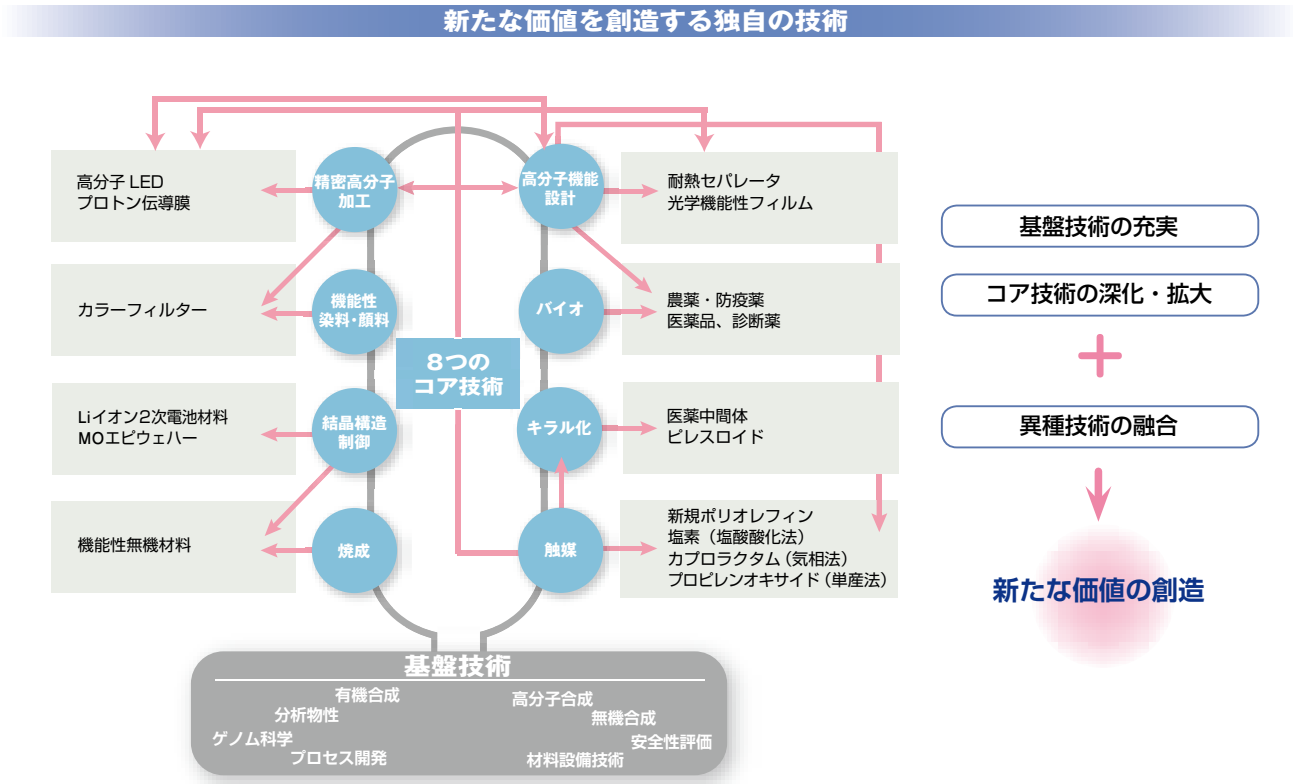 新たな価値を創造する独自の技術
高分子 LED
プロトン伝導膜
カラーフィルター
Liイオン2次電池材料
MOエピウェハー
機能性無機材料
精密高分子
加工
機能性
染料・顔料
結晶構造
制御
焼成
8つの
コア技術
高分子機能
設計
バイオ
キラル化
触媒
耐熱セパレータ
光学機能性フィルム
農薬・防疫薬
医薬品、診断薬
医薬中間体
ピレスロイド
新規ポリオレフィン
塩素（塩酸酸化法）
カプロラクタム（気相法）
プロピレンオキサイド（単産法）
基盤技術
有機合成
分析物性
ゲノム科学
プロセス開発
高分子合成
無機合成
安全性評価
材料設備技術
基盤技術の充実
コア技術の深化・拡大
＋
異種技術の融合
新たな価値の創造